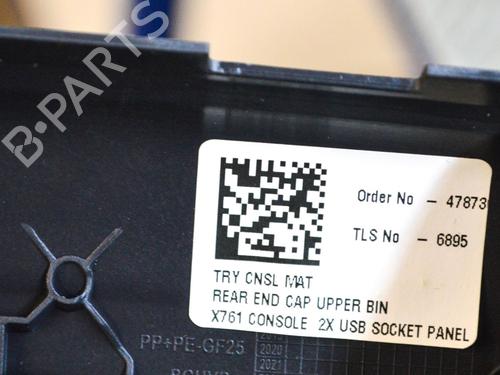 B-PARTS
Order No - 47873
TLS No - 6895
TRY CNSL MAT
REAR END CAP UPPER BIN
X761 CONSOLE 2X USB SOCKET PANEL
PP+PE-GF25
2020
2021